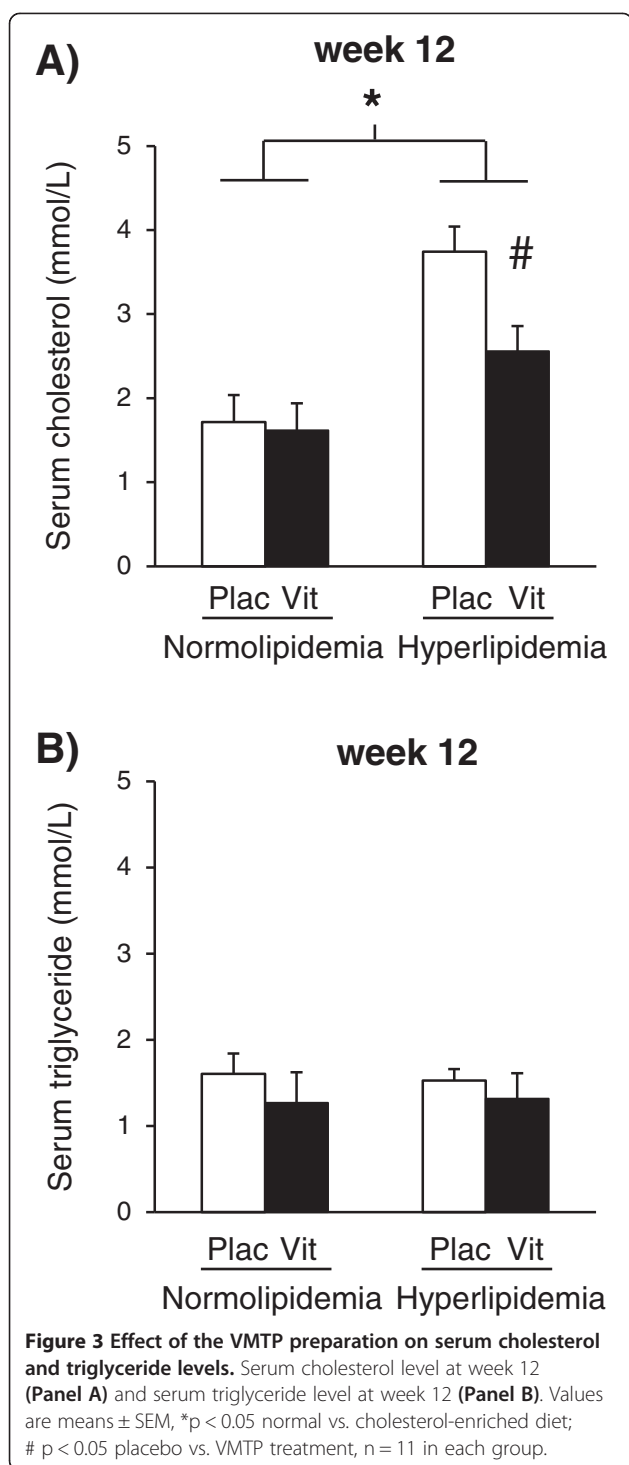 A)
week 12
*
Serum cholesterol (mmol/L)
5
4
3
2
1
0
#
Plac Vit
Plac Vit
Normolipidemia
Hyperlipidemia
B)
week 12
Serum triglyceride (mmol/L)
5
4
3
2
1
0
Plac Vit
Plac Vit
Normolipidemia
Hyperlipidemia
Figure 3 Effect of the VMTP preparation on serum cholesterol
and triglyceride levels. Serum cholesterol level at week 12
(Panel A) and serum triglyceride level at week 12 (Panel B). Values
are means ± SEM, *p < 0.05 normal vs. cholesterol-enriched diet;
# p < 0.05 placebo vs. VMTP treatment, n = 11 in each group.